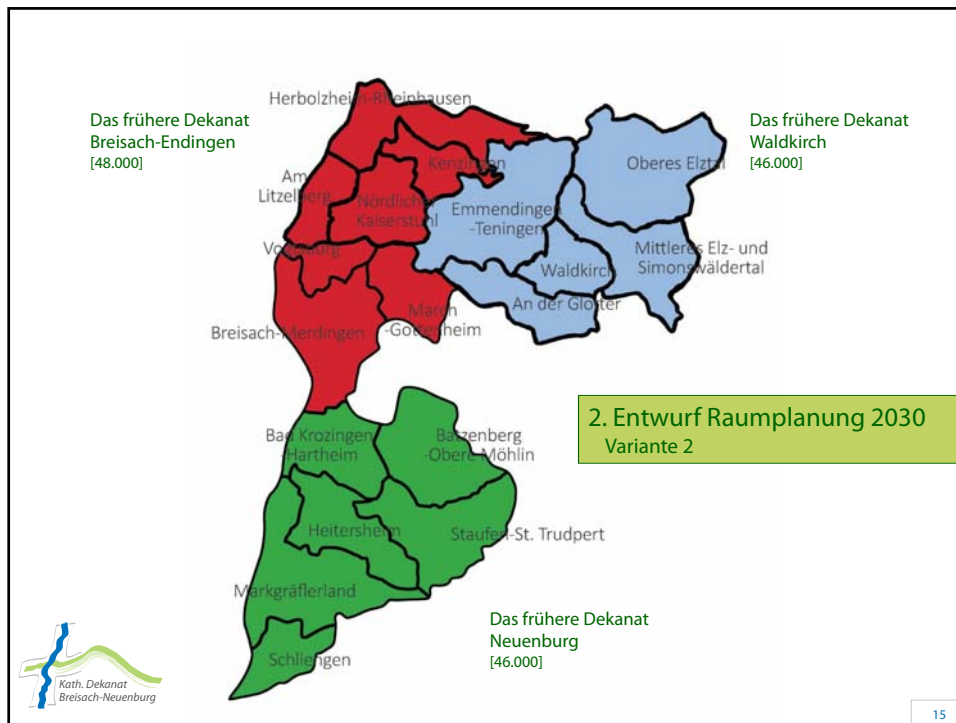 Herbolzheim-Rheinhausen
Das frühere Dekanat
Breisach-Endingen
[48.000]
Das frühere Dekanat
Waldkirch
[46.000]
Kenzingen
Oberes Elztal
Am
Litzelberg
Nördlicher
Kaiserstuhl
Emmendingen
-Teningen
Vogtsburg
Waldkirch
Mittleres Elz- und
Simonswäldertal
An der Glotter
March
-Gottenheim
Breisach-Merdingen
2. Entwurf Raumplanung 2030
Variante 2
Bad Krozingen
-Hartheim
Batzenberg
-Obere Möhlin
Heitersheim
Staufen-St. Trudpert
Markgräflerland
Das frühere Dekanat
Neuenburg
[46.000]
Schliengen
Kath. Dekanat
Breisach-Neuenburg
15